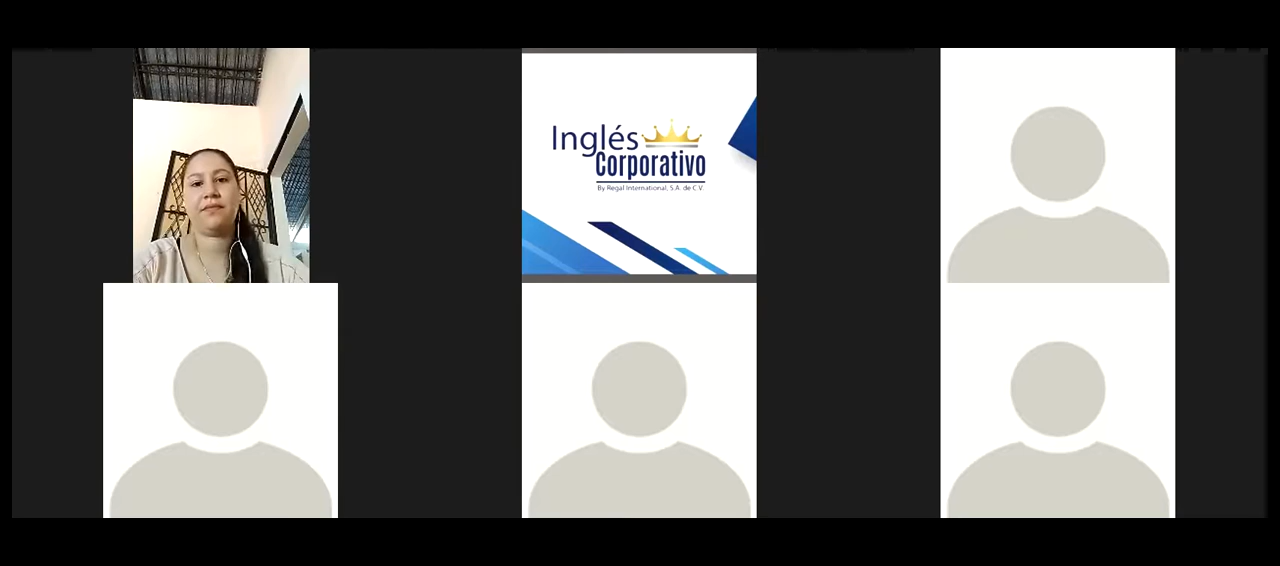 Inglés
Corporativo
By Regal International, S.A. de C.V.